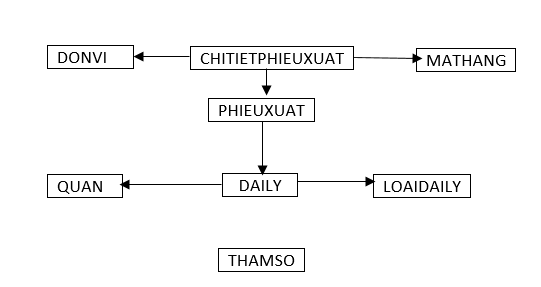 DONVI
CHITIETPHIEUXUAT
MATHANG
PHIEUXUAT
QUAN
DAILY
LOAIDAILY
THAMSO